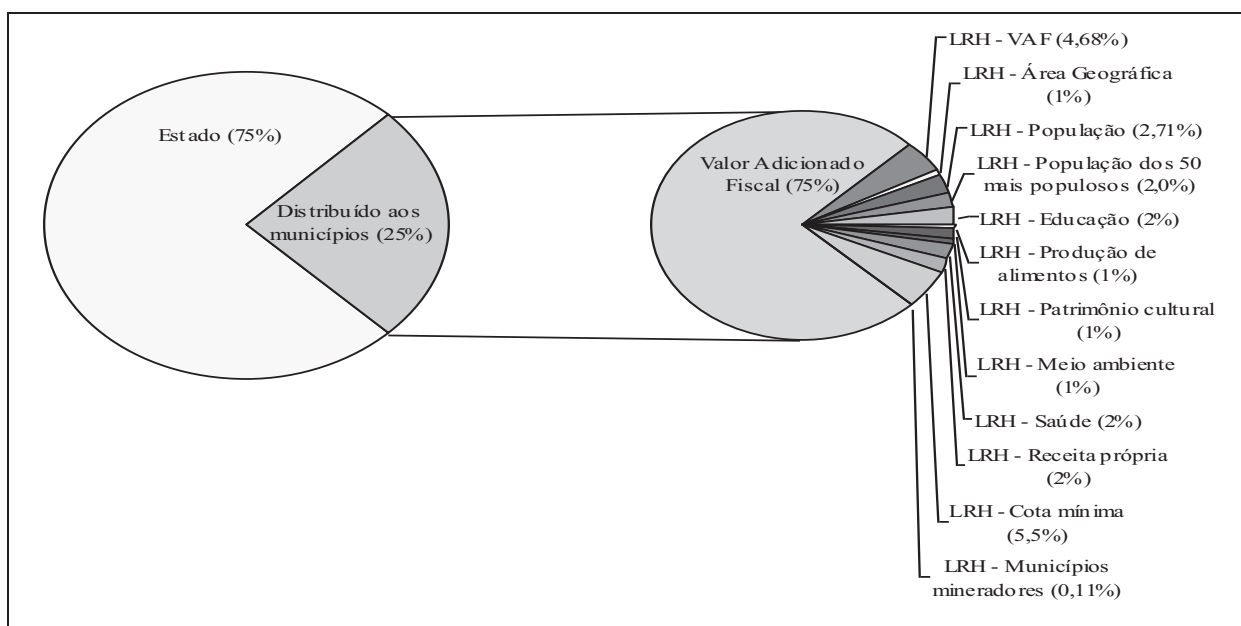 Estado (75%)
Distribuído aos
municípios (25%)
Valor Adicionado
Fiscal (75%)
LRH - VAF (4,68%)
LRH - Área Geográfica
(1%)
LRH - População (2,71%)
LRH - População dos 50
mais populosos (2,0%)
LRH - Educação (2%)
LRH - Produção de
alimentos (1%)
LRH - Patrimônio cultural
(1%)
LRH - Meio ambiente
(1%)
LRH - Saúde (2%)
LRH - Receita própria
(2%)
LRH - Cota mínima
(5,5%)
LRH - Municípios
mineradores (0,11%)